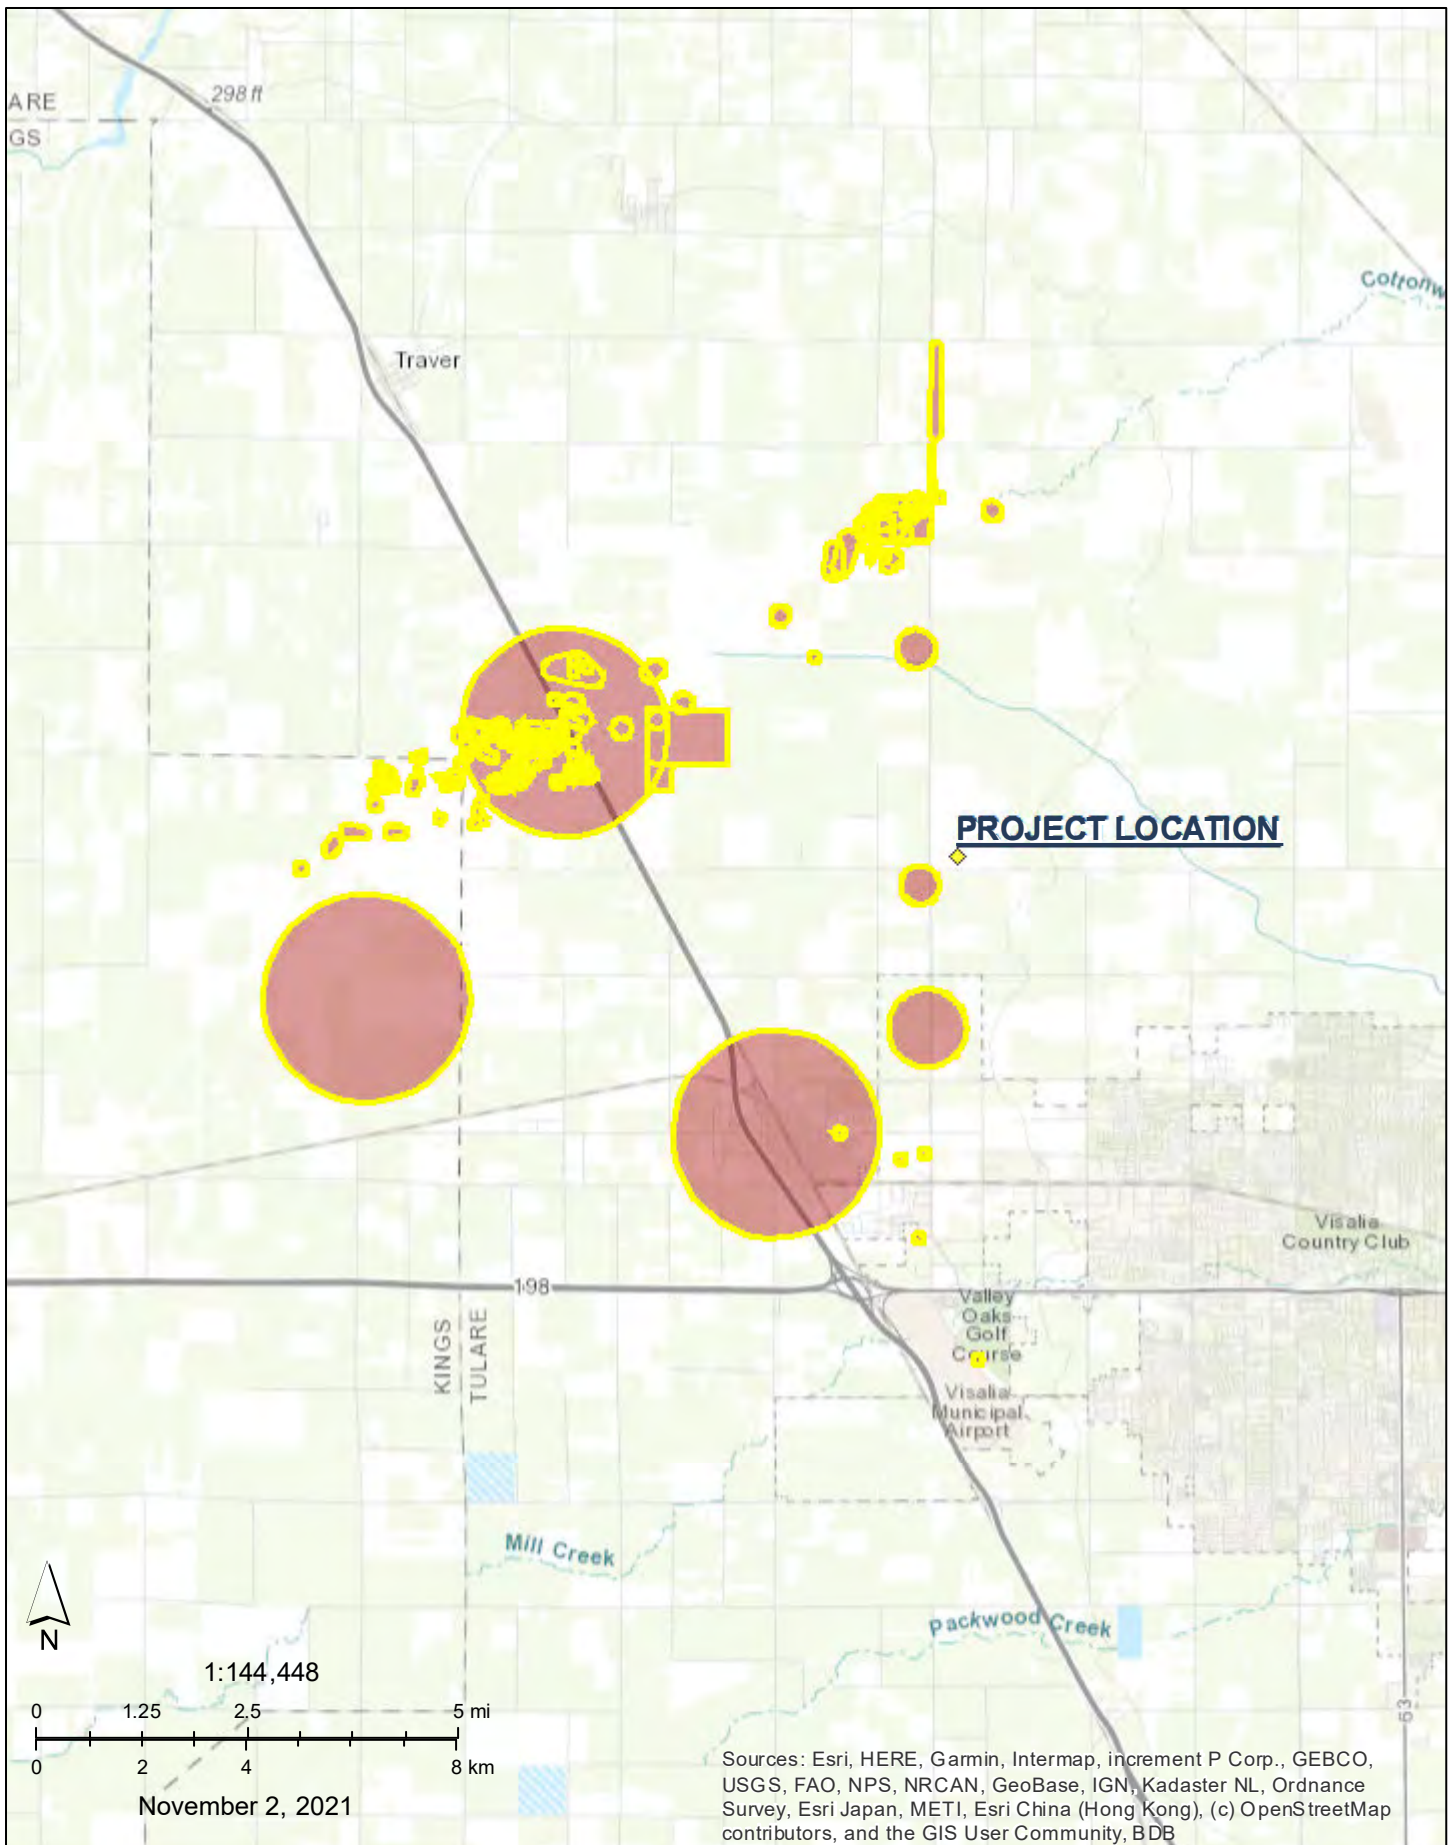 298 ft
ARE
GS
Cottonw
Traver
PROJECT LOCATION
Visalia
Country Club
198
Valley
Oaks
Golf
Course
KINGS
TULARE
Visalia
Municipal
Airport
Mill Creek
Packwood Creek
N
1:144,448
0 1.25 2.5 5 mi
0 2 4 8 km
63
November 2, 2021
Sources: Esri, HERE, Garmin, Intermap, increment P Corp., GEBCO,
USGS, FAO, NPS, NRCAN, GeoBase, IGN, Kadaster NL, Ordnance
Survey, Esri Japan, METI, Esri China (Hong Kong), (c) OpenStreetMap
contributors, and the GIS User Community, BDB